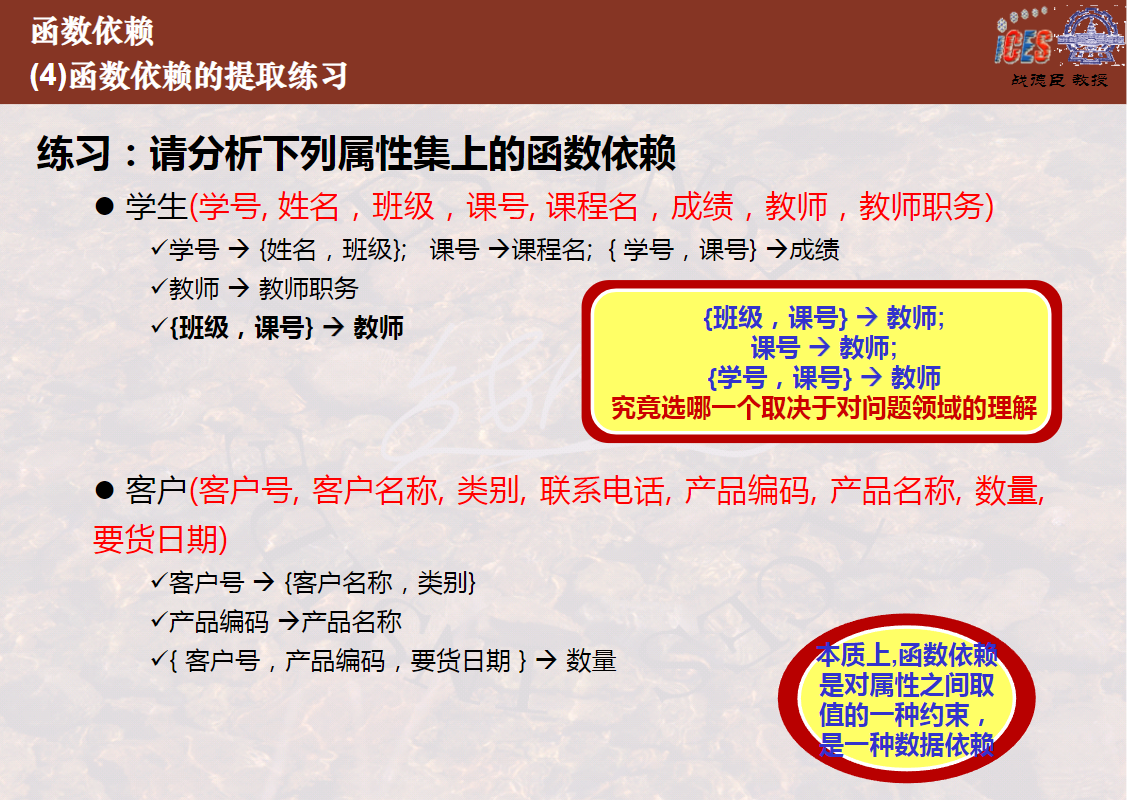 函数依赖
(4)函数依赖的提取练习
iCES
战德臣 教授
练习：请分析下列属性集上的函数依赖
● 学生(学号, 姓名，班级，课号, 课程名，成绩，教师，教师职务)
✓学号 → {姓名，班级}; 课号 →课程名; { 学号，课号} →成绩
✓教师 → 教师职务
✓{班级，课号} → 教师
{班级，课号} → 教师;
课号 → 教师;
{学号，课号} → 教师
究竟选哪一个取决于对问题领域的理解
● 客户(客户号, 客户名称, 类别, 联系电话, 产品编码, 产品名称, 数量,
要货日期)
✓客户号 → {客户名称，类别}
✓产品编码 →产品名称
✓{ 客户号，产品编码，要货日期 } → 数量
本质上,函数依赖
是对属性之间取
值的一种约束，
是一种数据依赖